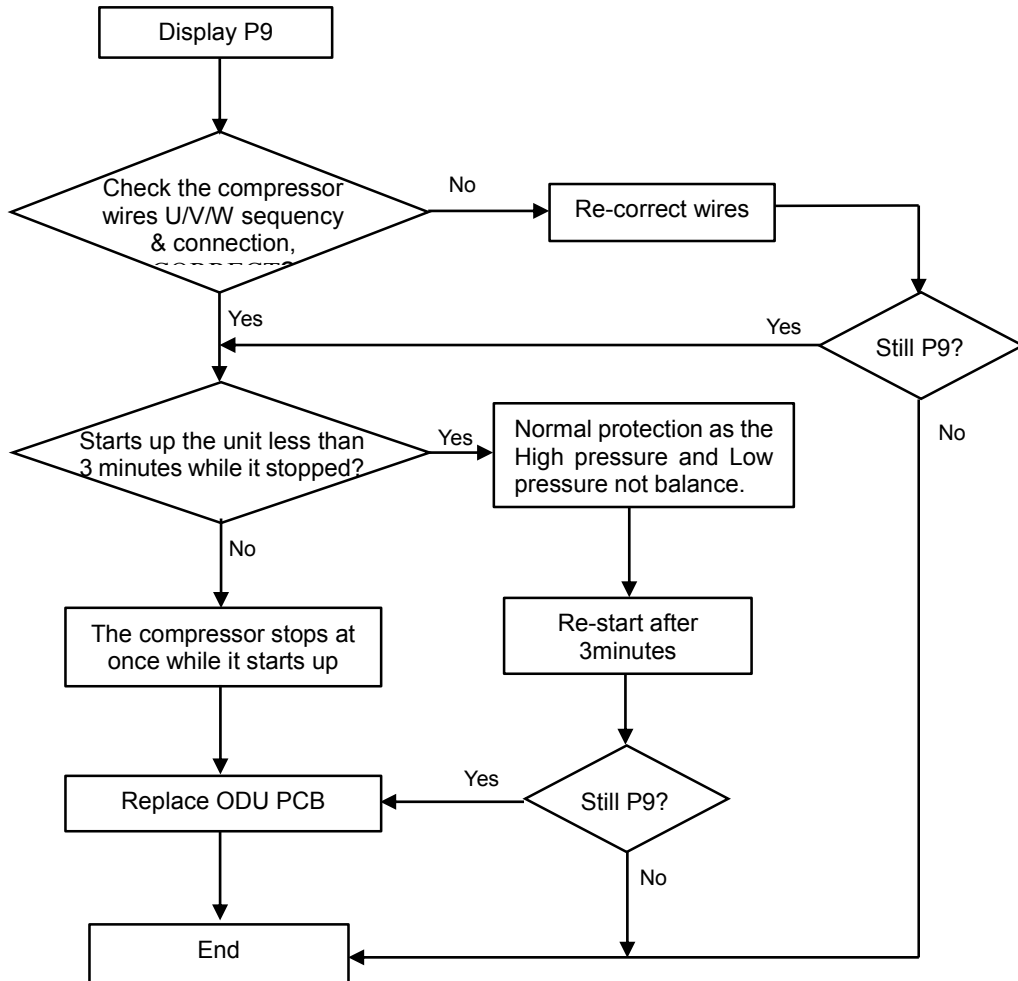 Display P9
Check the compressor
wires U/V/W sequency
& connection,
No
Re-correct wires
Yes
Yes
Still P9?
No
Starts up the unit less than
3 minutes while it stopped?
Yes
Normal protection as the
High pressure and Low
pressure not balance.
No
The compressor stops at
once while it starts up
Re-start after
3minutes
Replace ODU PCB
Yes
Still P9?
No
End